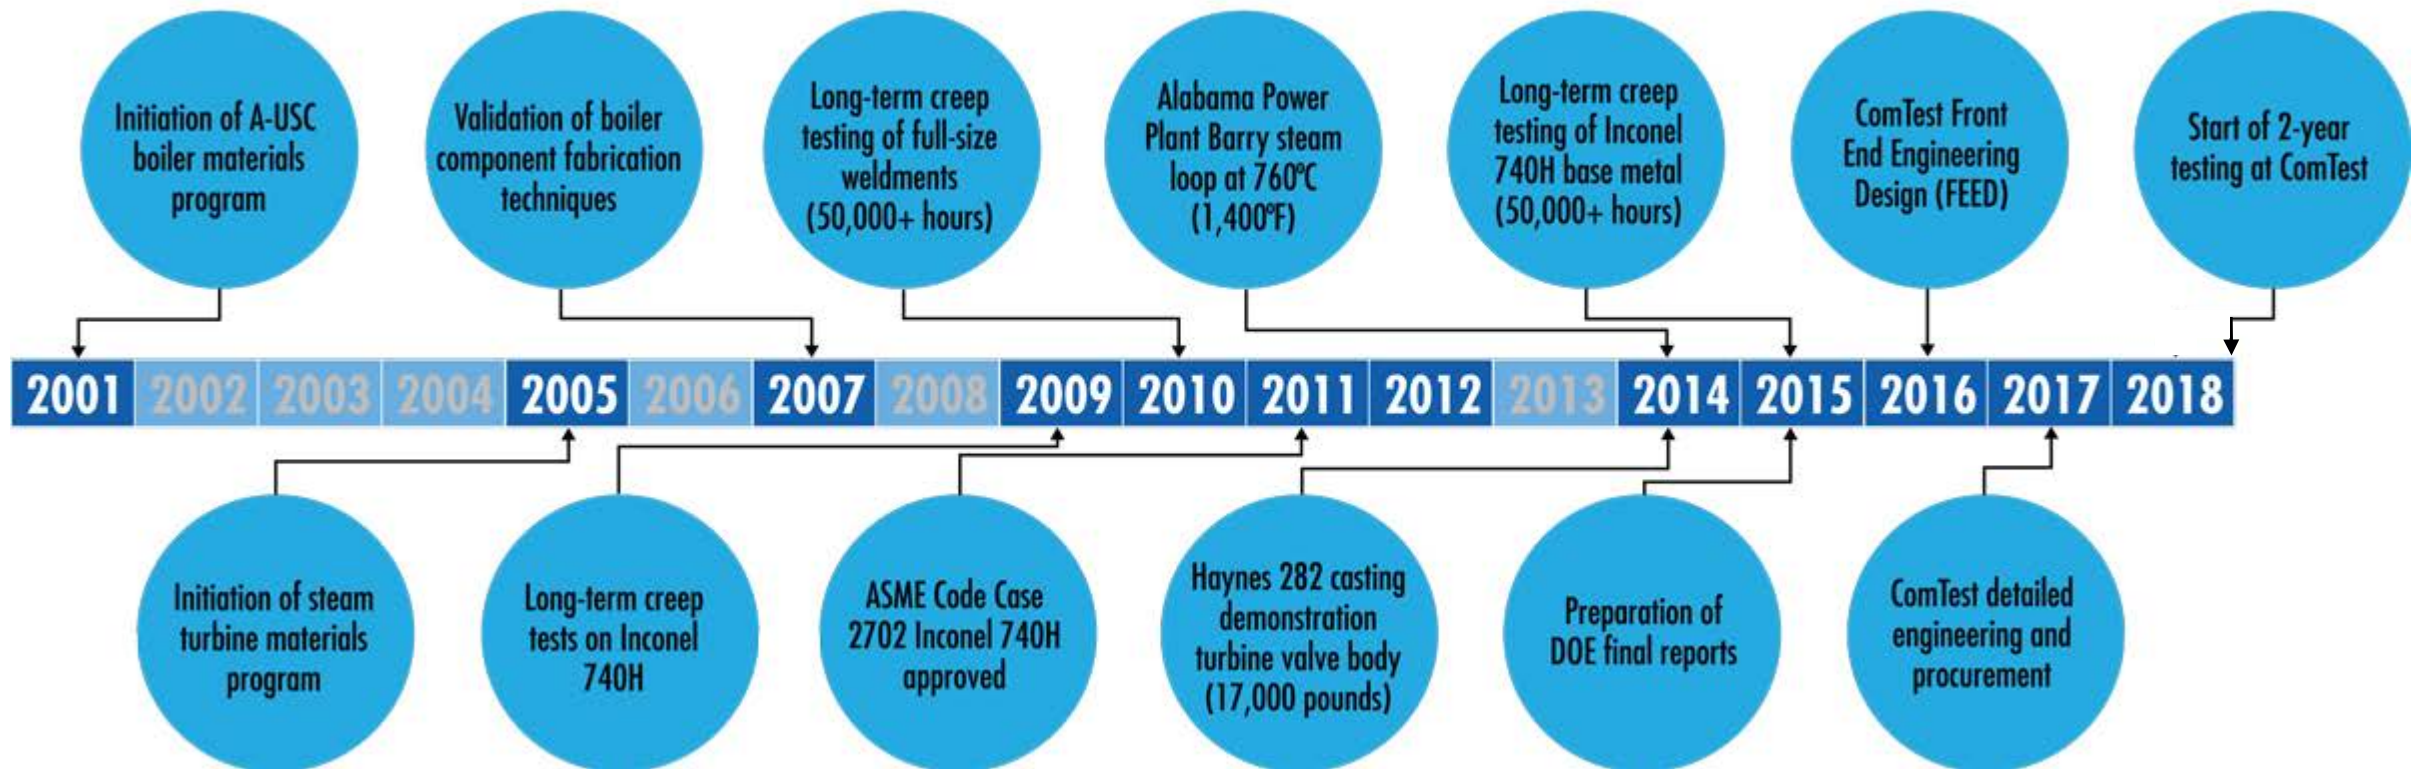 Initiation of A-USC
boiler materials
program
Validation of boiler
component fabrication
techniques
Long-term creep
testing of full-size
weldments
(50,000+ hours)
Alabama Power
Plant Barry steam
loop at 760ºC
(1,400ºF)
Long-term creep
testing of Inconel
740H base metal
(50,000+ hours)
ComTest Front
End Engineering
Design (FEED)
Start of 2-year
testing at ComTest
2001 2002 2003 2004 2005 2006 2007 2008 2009 2010 2011 2012 2013 2014 2015 2016 2017 2018
Initiation of steam
turbine materials
program
Long-term creep
tests on Inconel
740H
ASME Code Case
2702 Inconel 740H
approved
Haynes 282 casting
demonstration
turbine valve body
(17,000 pounds)
Preparation of
DOE final reports
ComTest detailed
engineering and
procurement